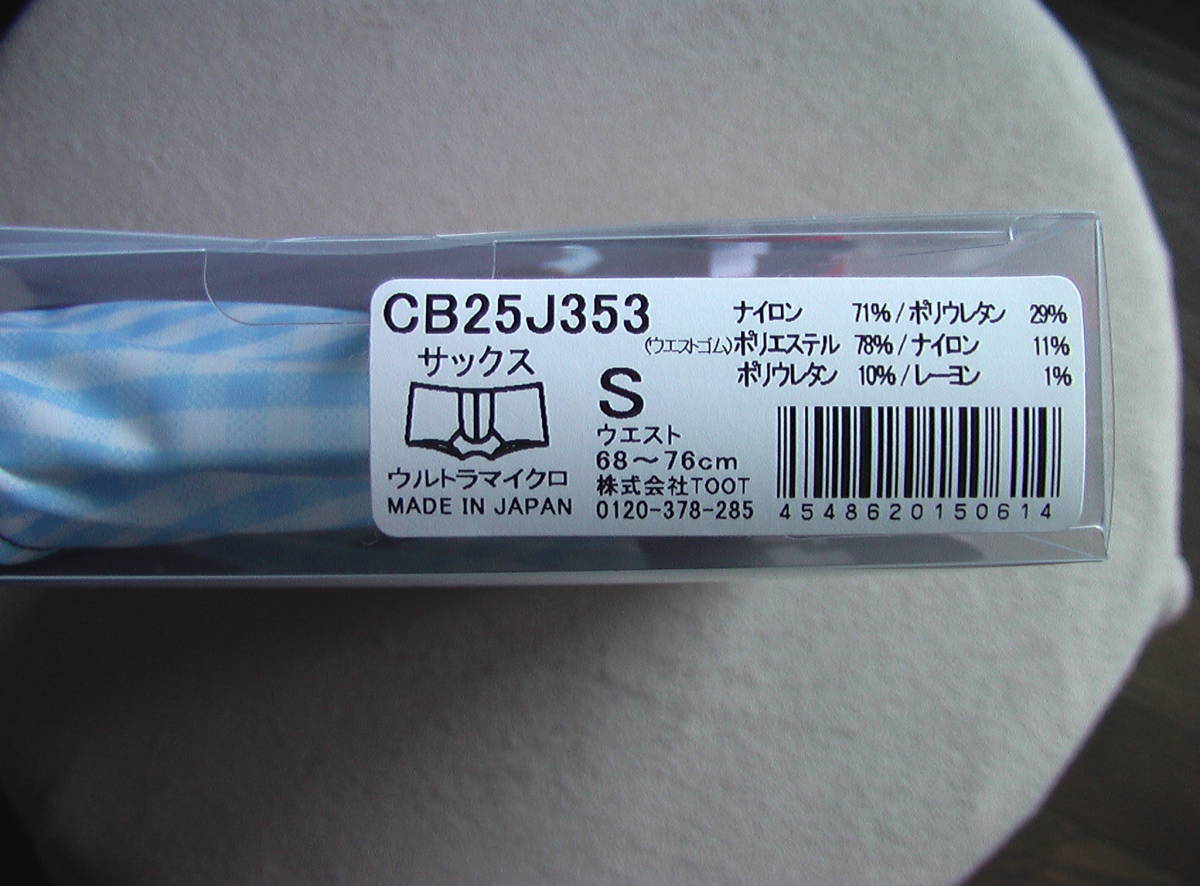 CB25J353
サックス
ウルトラマイクロ
MADE IN JAPAN
ナイロン 71% / ポリウレタン 29%
(ウエストゴム)ポリエステル 78% / ナイロン 11%
ポリウレタン 10% / レーヨン 1%
S
ウエスト
68～76cm
株式会社TOOT
0120-378-285
4548620150614